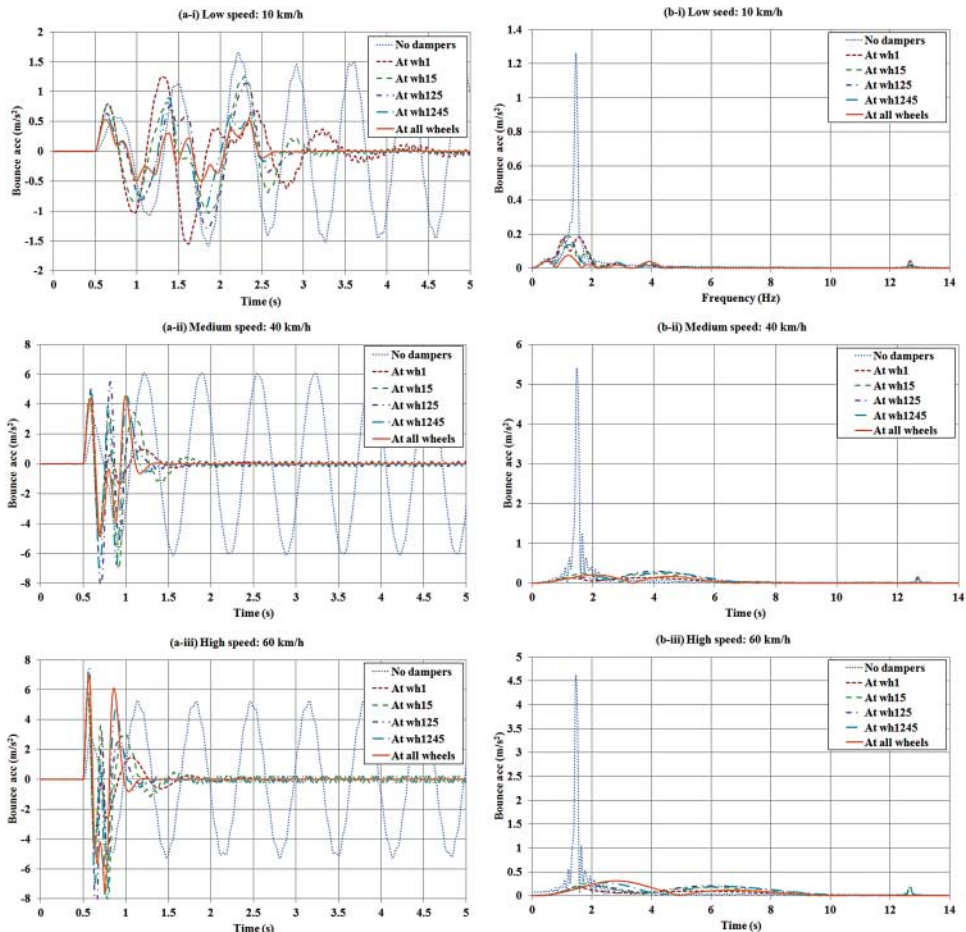 (a-i) Low speed: 10 km/h
Bounce acc (m/s²)
2
1.5
1
0.5
0
-0.5
-1
-1.5
-2
No dampers
At wh1
At wh15
At wh125
At wh1245
At all wheels
0 0.5 1 1.5 2 2.5 3 3.5 4 4.5 5
Time (s)
(b-i) Low seed: 10 km/h
Bounce acc (m/s²)
1.4
1.2
1
0.8
0.6
0.4
0.2
0
No dampers
At wh1
At wh15
At wh125
At wh1245
At all wheels
0 2 4 6 8 10 12 14
Frequency (Hz)
(a-ii) Medium speed: 40 km/h
Bounce acc (m/s²)
8
6
4
2
0
-2
-4
-6
-8
No dampers
At wh1
At wh15
At wh125
At wh1245
At all wheels
0 0.5 1 1.5 2 2.5 3 3.5 4 4.5 5
Time (s)
(b-ii) Medium speed: 40 km/h
Bounce acc (m/s²)
6
5
4
3
2
1
0
No dampers
At wh1
At wh15
At wh125
At wh1245
At all wheels
0 2 4 6 8 10 12 14
Time (s)
(a-iii) High speed: 60 km/h
Bounce acc (m/s²)
8
6
4
2
0
-2
-4
-6
-8
No dampers
At wh1
At wh15
At wh125
At wh1245
At all wheels
0 0.5 1 1.5 2 2.5 3 3.5 4 4.5 5
Time (s)
(b-iii) High speed: 60 km/h
Bounce acc (m/s²)
5
4.5
4
3.5
3
2.5
2
1.5
1
0.5
0
No dampers
At wh1
At wh15
At wh125
At wh1245
At all wheels
0 2 4 6 8 10 12 14
Time (s)